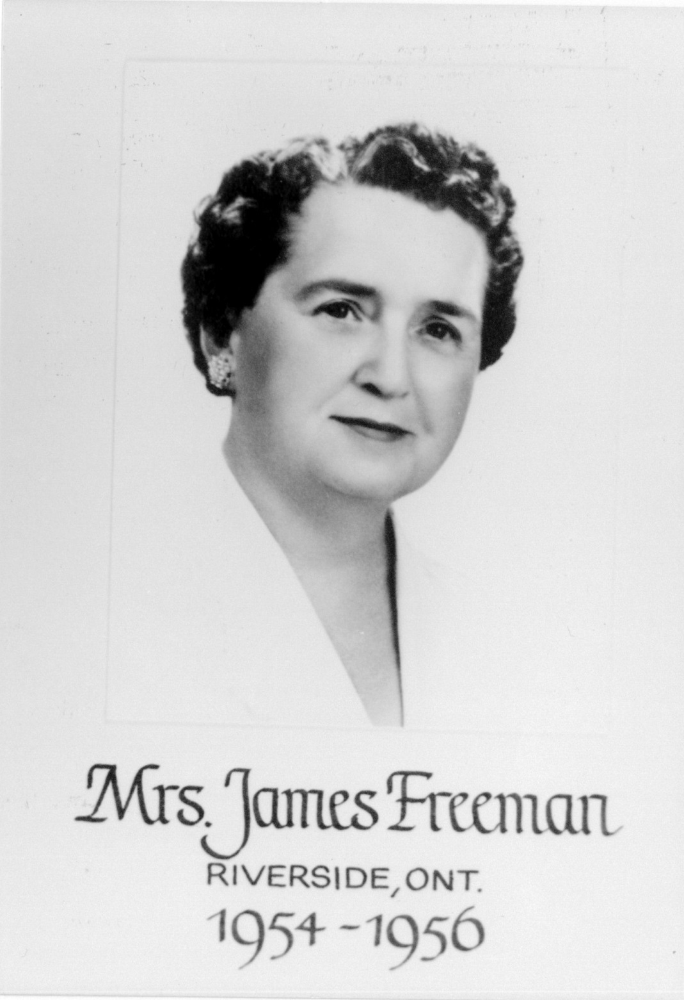 Mrs. James Freeman
RIVERSIDE, ONT.
1954-1956